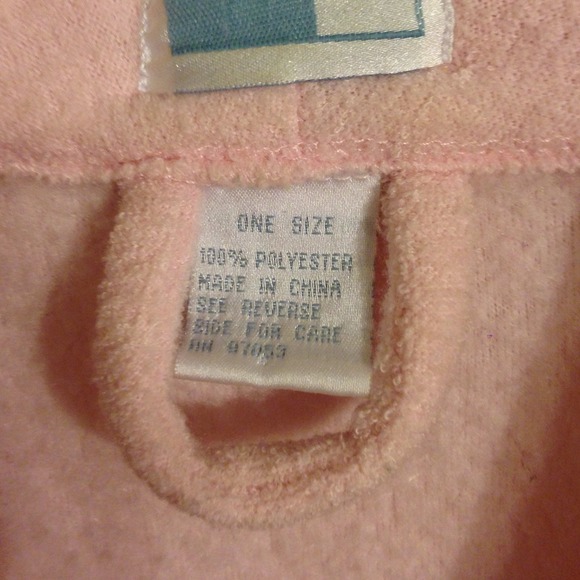 ONE SIZE
100% POLYESTER
MADE IN CHINA
SEE REVERSE
SIDE FOR CARE
RN